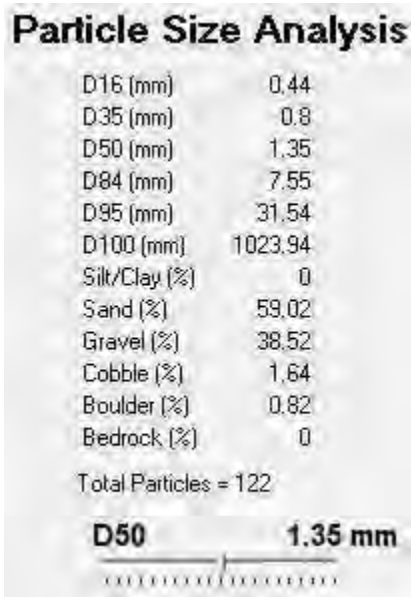 Particle Size Analysis
D16 (mm) 0.44
D35 (mm) 0.8
D50 (mm) 1.35
D84 (mm) 7.55
D95 (mm) 31.54
D100 (mm) 1023.94
Silt/Clay (%) 0
Sand (%) 59.02
Gravel (%) 38.52
Cobble (%) 1.64
Boulder (%) 0.82
Bedrock (%) 0
Total Particles = 122
D50 1.35 mm